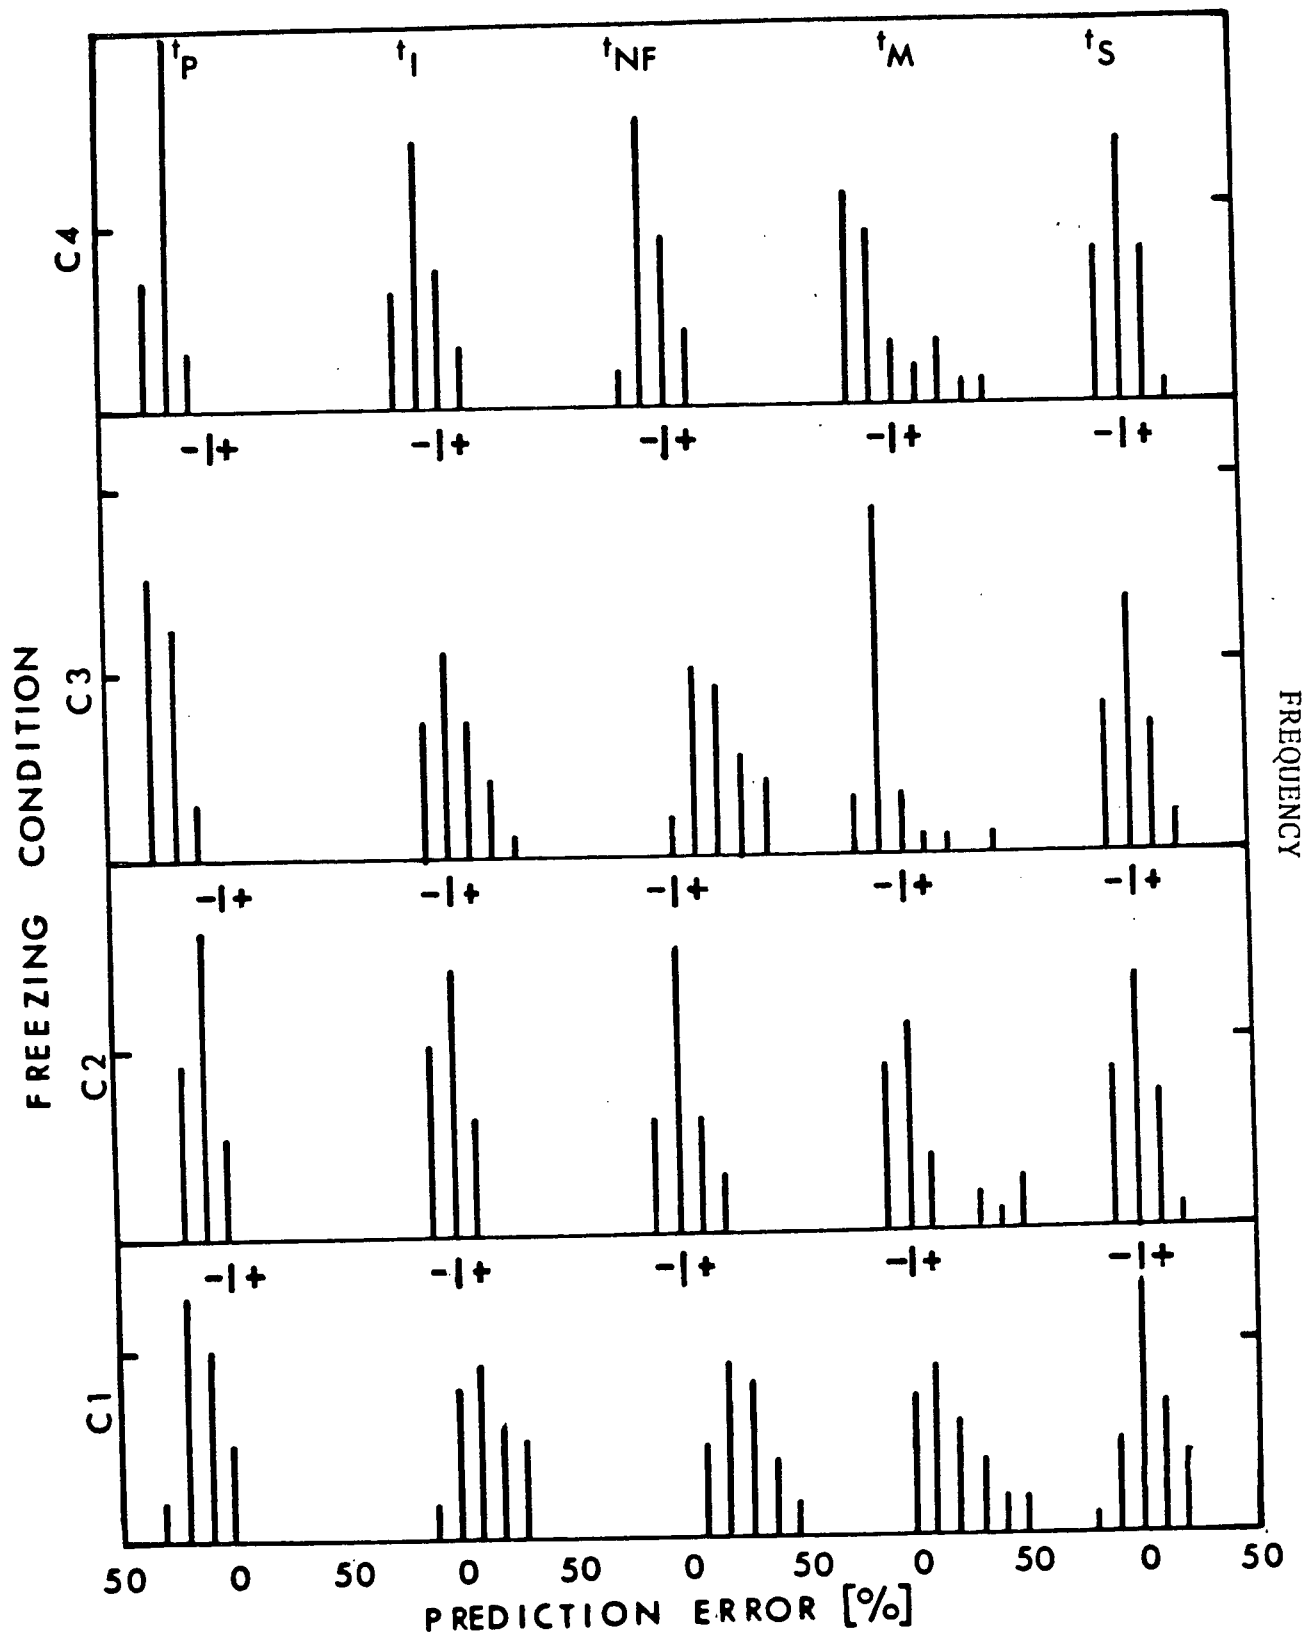 tP tI tNF tM tS
C4
-|+ -|+ -|+ -|+ -|+
C3
-|+ -|+ -|+ -|+ -|+
C2
-|+ -|+ -|+ -|+ -|+
C1
50 0 50 0 50 0 50 0 50 0 50
PREDICTION ERROR [%]
FREEZING CONDITION
FREQUENCY